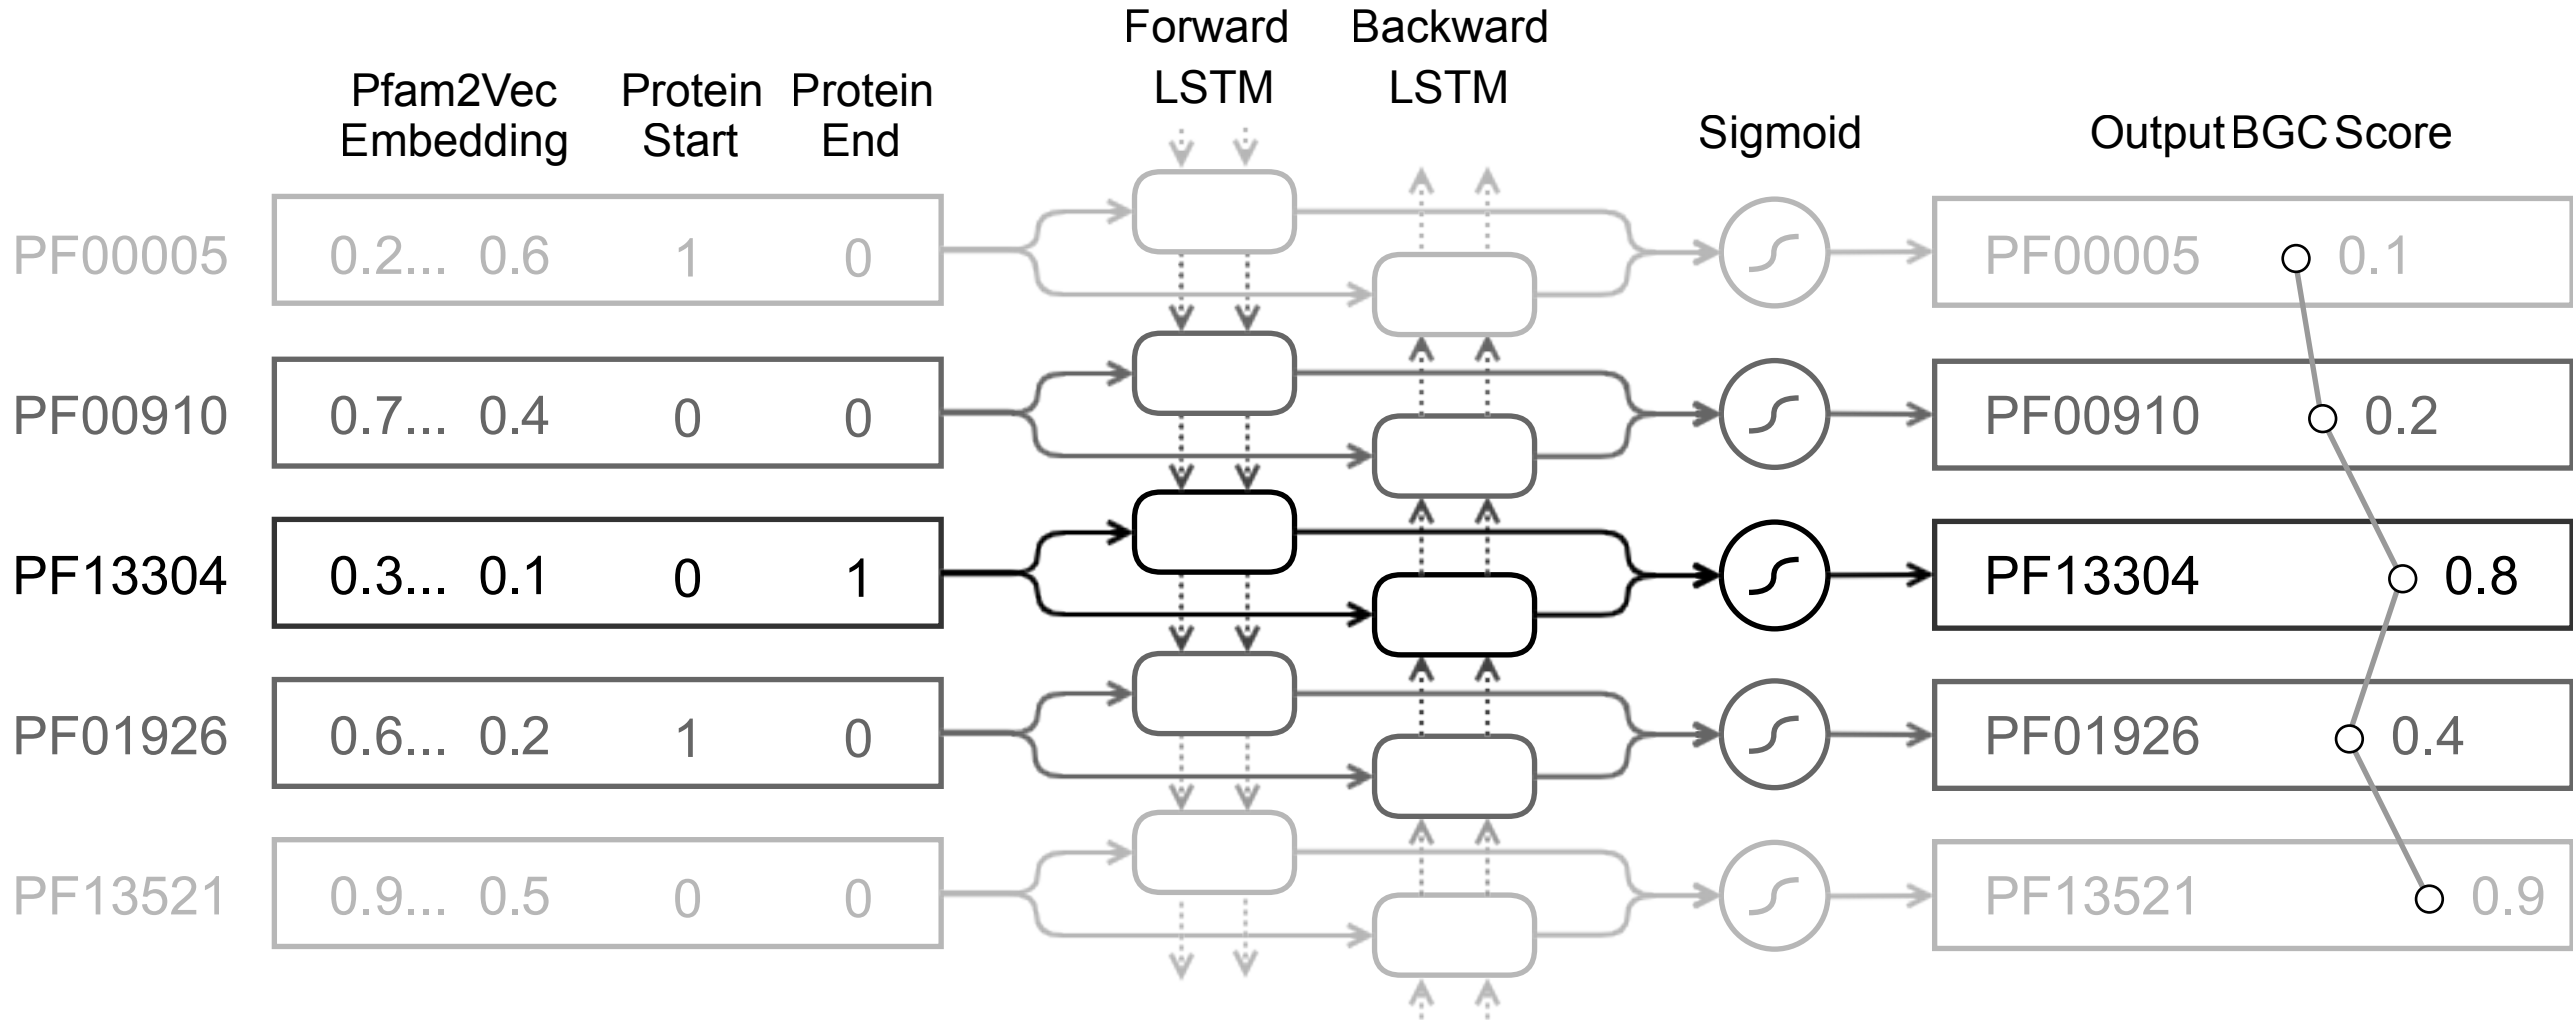 Forward Backward
LSTM LSTM
Pfam2Vec Protein Protein
Embedding Start End
Sigmoid Output BGC Score
PF00005 0.2... 0.6 1 0 PF00005 0.1
PF00910 0.7... 0.4 0 0 PF00910 0.2
PF13304 0.3... 0.1 0 1 PF13304 0.8
PF01926 0.6... 0.2 1 0 PF01926 0.4
PF13521 0.9... 0.5 0 0 PF13521 0.9